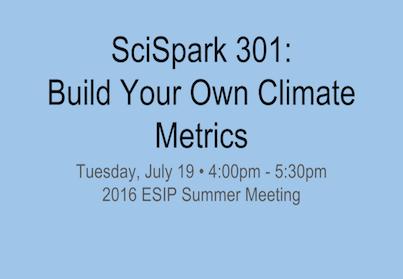 SciSpark 301:
Build Your Own Climate
Metrics
Tuesday, July 19 • 4:00pm - 5:30pm
2016 ESIP Summer Meeting